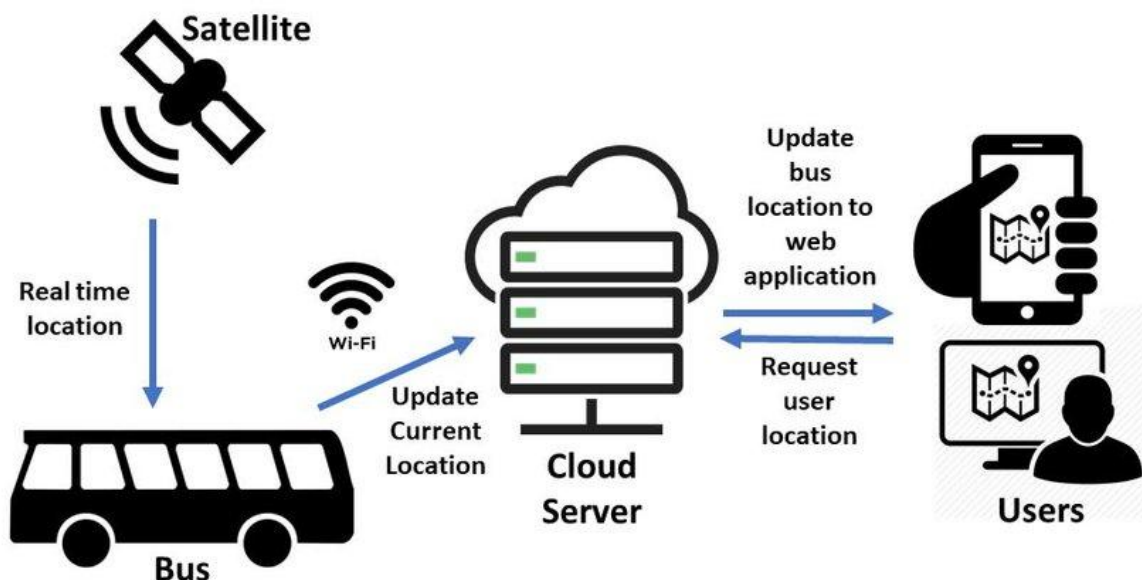 Satellite
Real time
location
Wi-Fi
Update
Current
Location
Bus
Cloud
Server
Update
bus
location to
web
application
Request
user
location
Users